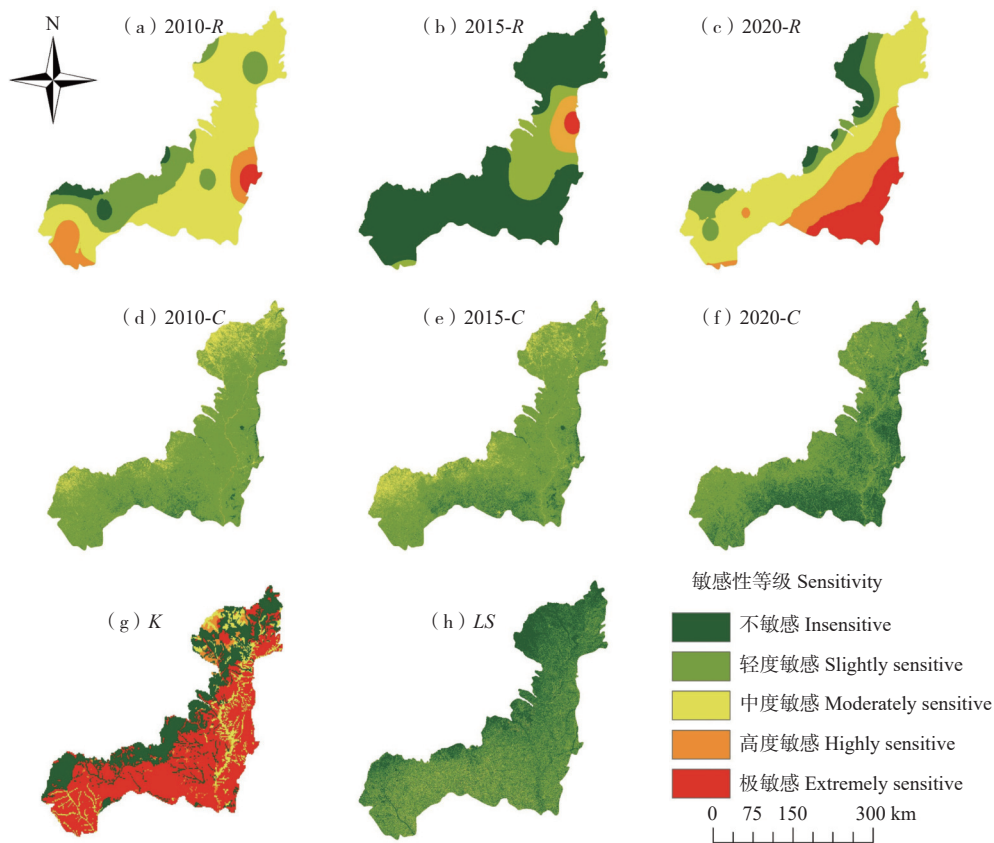 N
（a）2010-R
（b）2015-R
（c）2020-R
（d）2010-C
（e）2015-C
（f）2020-C
（g）K
（h）LS
敏感性等级 Sensitivity
不敏感 Insensitive
轻度敏感 Slightly sensitive
中度敏感 Moderately sensitive
高度敏感 Highly sensitive
极敏感 Extremely sensitive
0 75 150 300 km